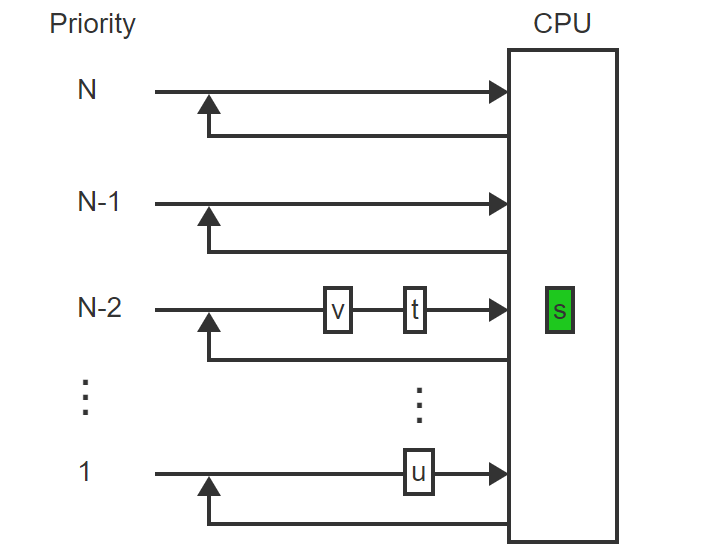 Priority CPU
N
N-1
N-2 v t s
⋮ ⋮
1 u